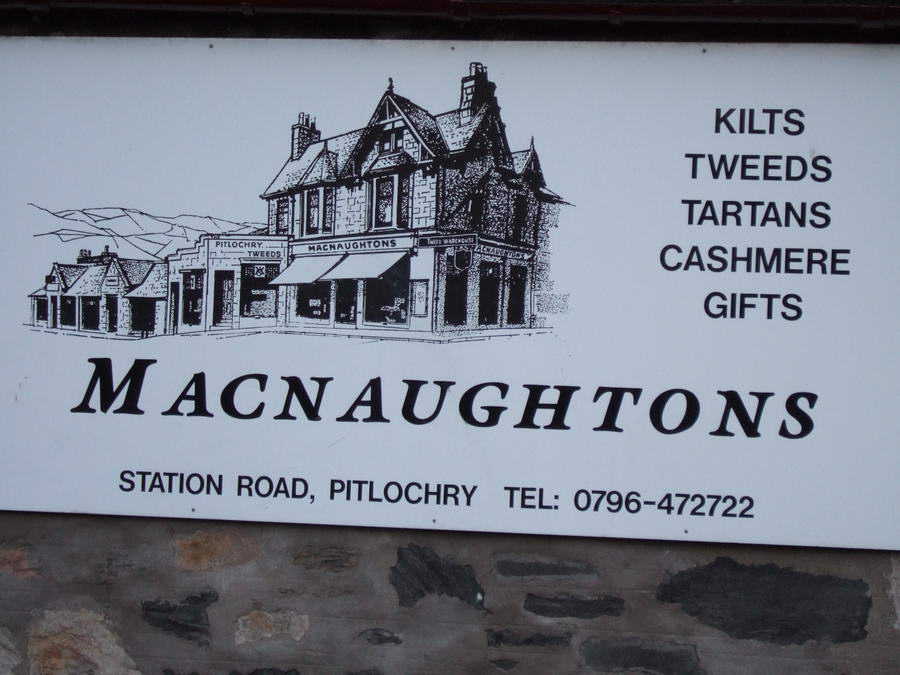 KILTS
TWEEDS
TARTANS
CASHMERE
GIFTS
PITLOCHRY
TWEEDS
MACNAUGHTONS
TWEED WAREHOUSE
MACNAUGHTONS
MACNAUGHTONS
STATION ROAD, PITLOCHRY TEL: 0796-472722